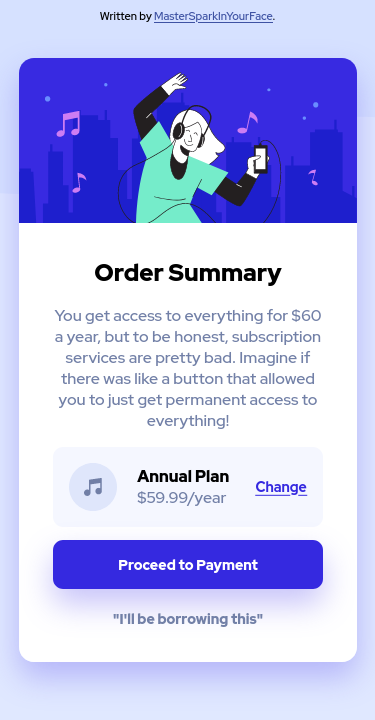 Written by MasterSparkInYourFace.
Order Summary
You get access to everything for $60
a year, but to be honest, subscription
services are pretty bad. Imagine if
there was like a button that allowed
you to just get permanent access to
everything!
Annual Plan
$59.99/year
Change
Proceed to Payment
"I'll be borrowing this"